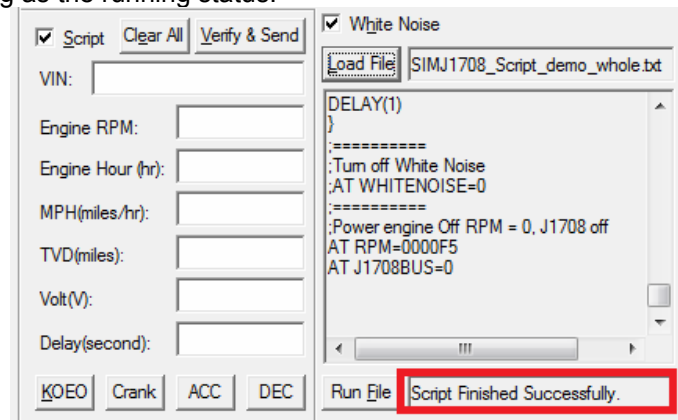 g as the running status.
Script Clear All Verify & Send
VIN:
Engine RPM:
Engine Hour (hr):
MPH(miles/hr):
TVD(miles):
Volt(V):
Delay(second):
KOEO Crank ACC DEC
White Noise
Load File SIMJ1708_Script_demo_whole.txt
DELAY(1)
}
;==========
;Turn off White Noise
;AT WHITENOISE=0
;==========
;Power engine Off RPM = 0, J1708 off
AT RPM=0000F5
AT J1708BUS=0
Run File Script Finished Successfully.